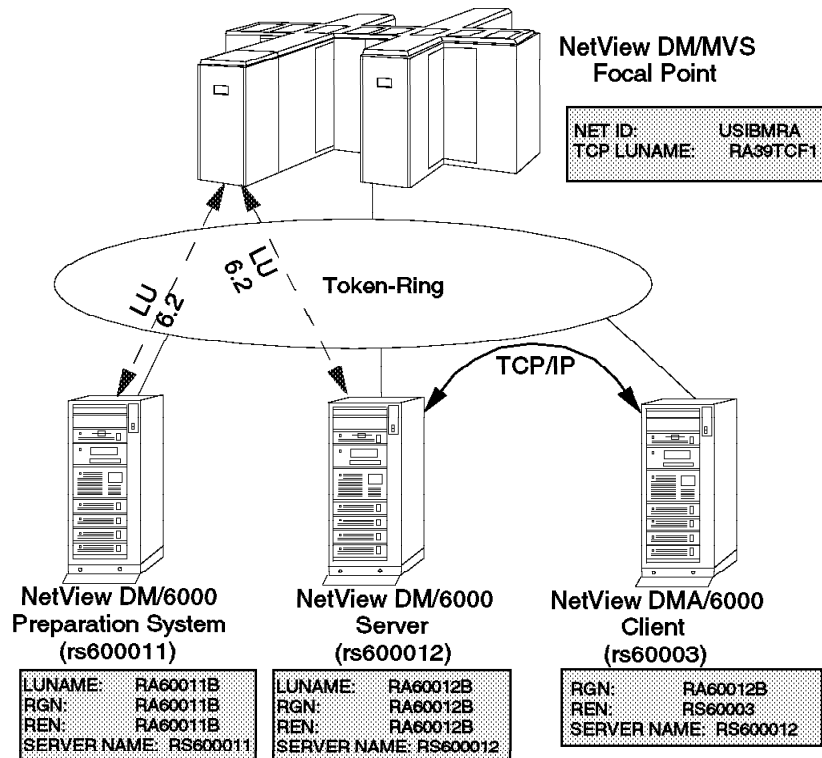 NetView DM/MVS
Focal Point
NET ID: USIBMRA
TCP LUNAME: RA39TCF1
LU
6.2
LU
6.2
Token-Ring
TCP/IP
NetView DM/6000
Preparation System
(rs600011)
LUNAME: RA60011B
RGN: RA60011B
REN: RA60011B
SERVER NAME: RS600011
NetView DM/6000
Server
(rs600012)
LUNAME: RA60012B
RGN: RA60012B
REN: RA60012B
SERVER NAME: RS600012
NetView DMA/6000
Client
(rs60003)
RGN: RA60012B
REN: RS60003
SERVER NAME: RS600012